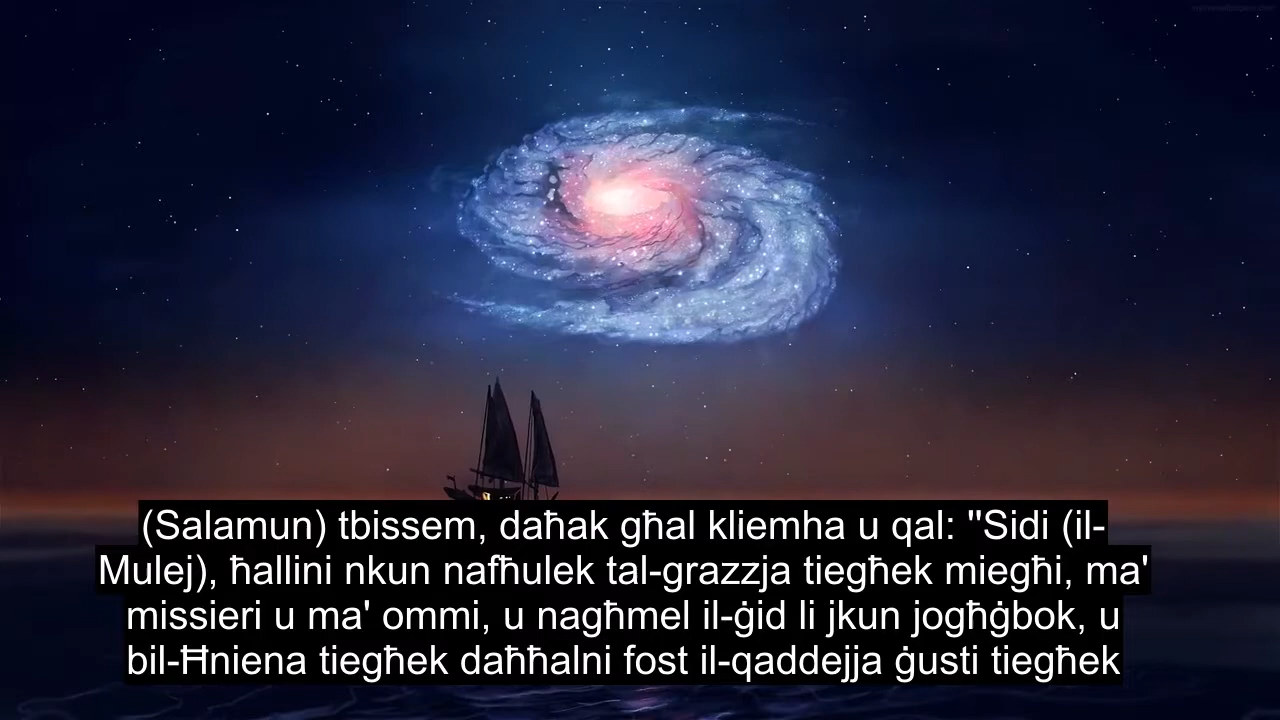 (Salamun) tbissem, daħak għal kliemha u qal: "Sidi (il-
Mulej), ħallini nkun nafħulek tal-grazzja tiegħek miegħi, ma'
missieri u ma' ommi, u nagħmel il-ġid li jkun jogħġbok, u
bil-Ħniena tiegħek daħħalni fost il-qaddejja ġusti tiegħek